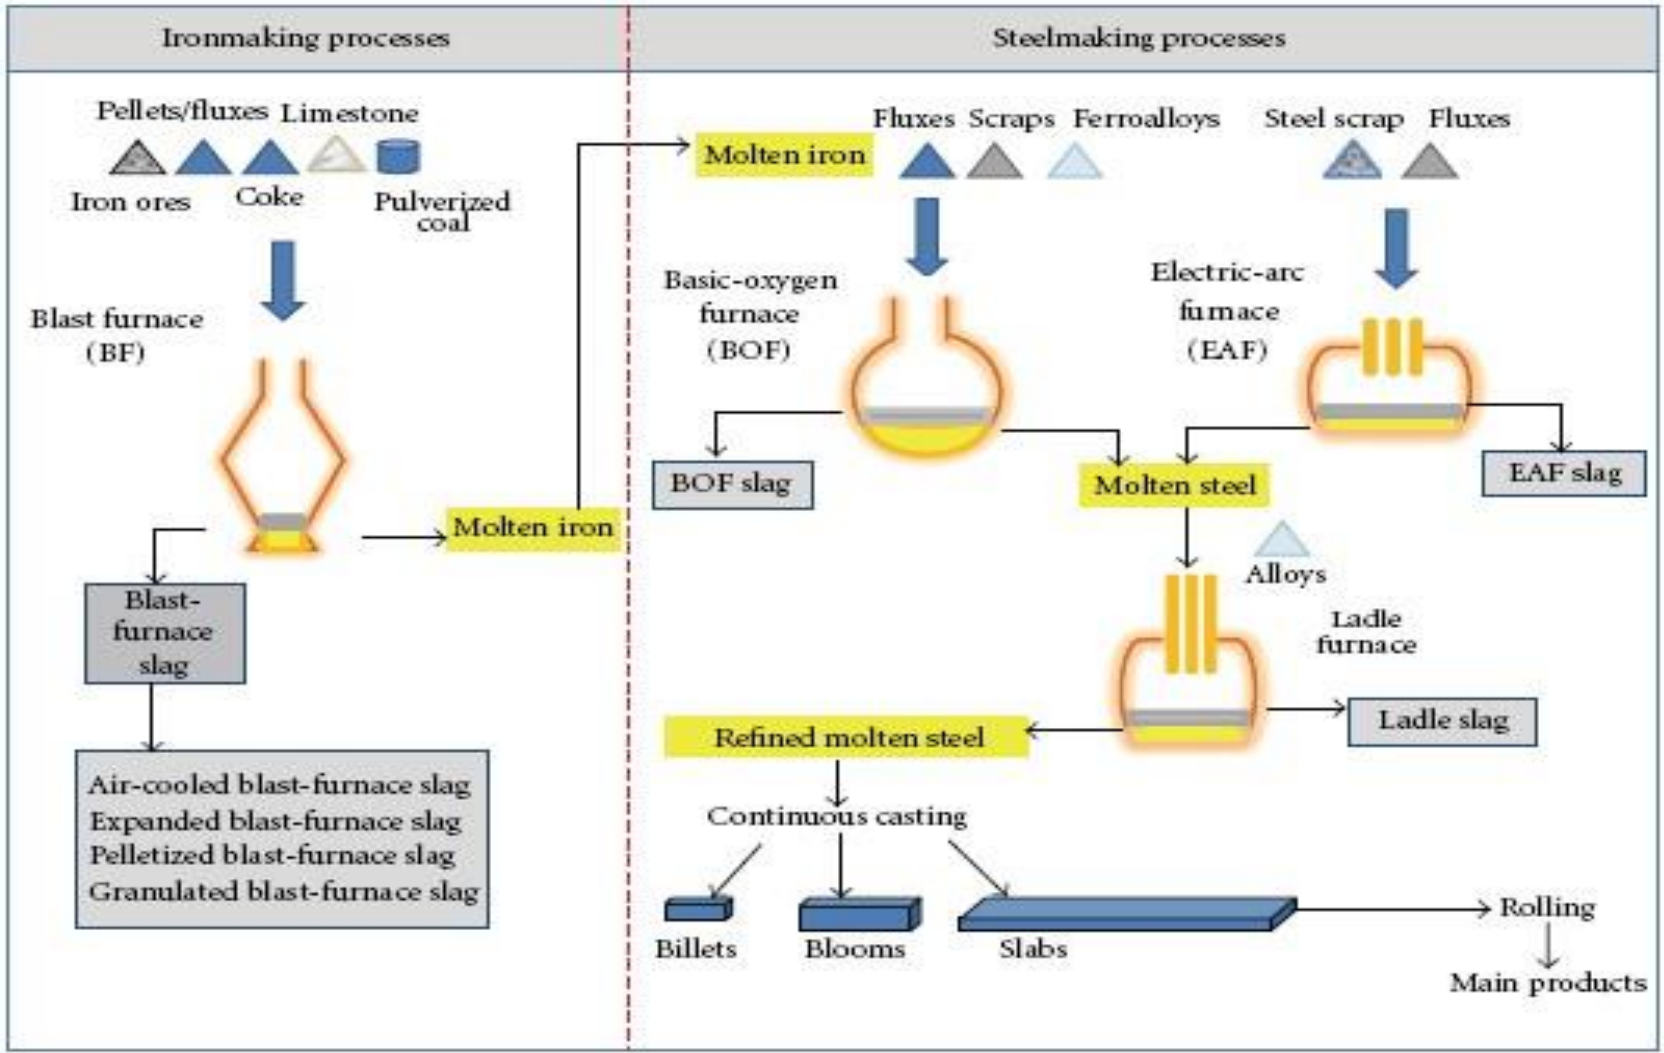 Ironmaking processes
Steelmaking processes
Pellets/fluxes Limestone
Iron ores
Coke
Pulverized
coal
Blast furnace
(BF)
Molten iron
Blast-
furnace
slag
Air-cooled blast-furnace slag
Expanded blast-furnace slag
Pelletized blast-furnace slag
Granulated blast-furnace slag
Molten iron
Fluxes Scraps Ferroalloys
Steel scrap Fluxes
Basic-oxygen
furnace
(BOF)
Electric-arc
furnace
(EAF)
BOF slag
Molten steel
EAF slag
Alloys
Ladle
furnace
Ladle slag
Refined molten steel
Continuous casting
Billets
Blooms
Slabs
Rolling
Main products